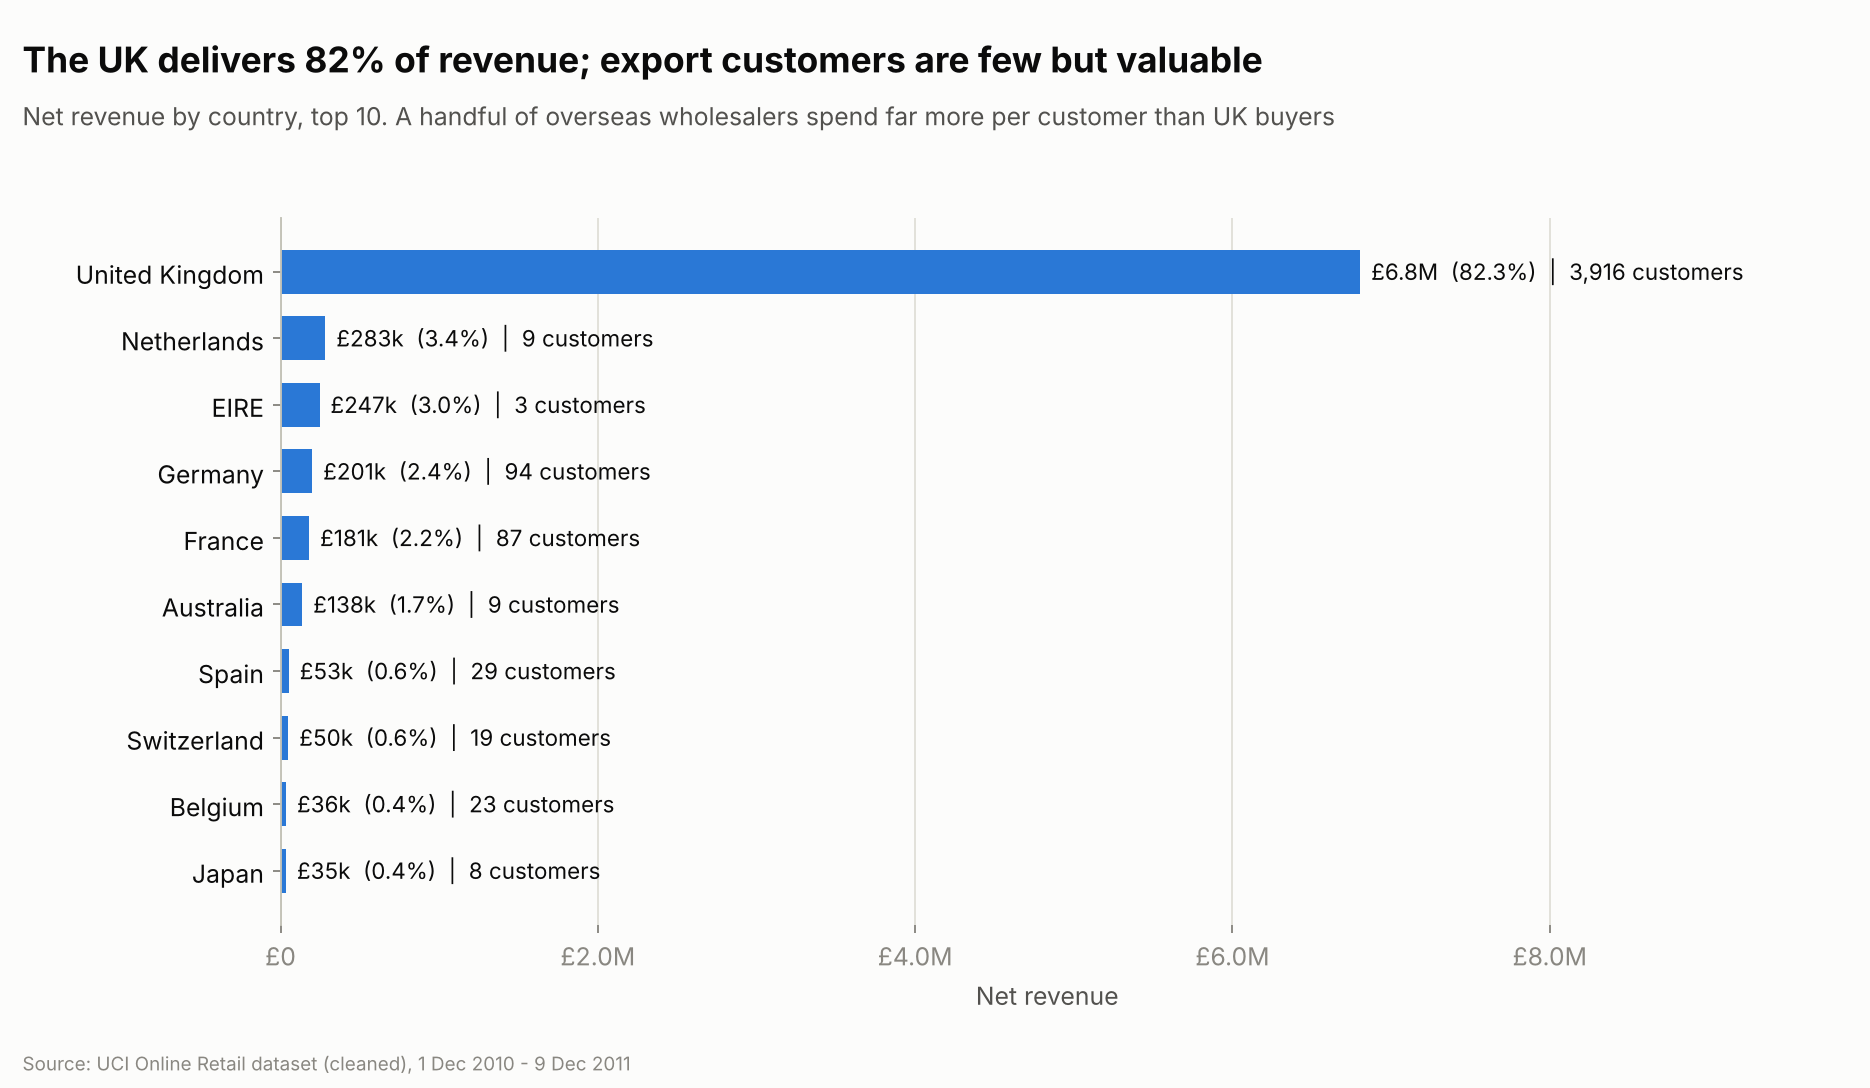 The UK delivers 82% of revenue; export customers are few but valuable
Net revenue by country, top 10. A handful of overseas wholesalers spend far more per customer than UK buyers
United Kingdom £6.8M (82.3%) | 3,916 customers
Netherlands £283k (3.4%) | 9 customers
EIRE £247k (3.0%) | 3 customers
Germany £201k (2.4%) | 94 customers
France £181k (2.2%) | 87 customers
Australia £138k (1.7%) | 9 customers
Spain £53k (0.6%) | 29 customers
Switzerland £50k (0.6%) | 19 customers
Belgium £36k (0.4%) | 23 customers
Japan £35k (0.4%) | 8 customers
£0 £2.0M £4.0M £6.0M £8.0M
Net revenue
Source: UCI Online Retail dataset (cleaned), 1 Dec 2010 - 9 Dec 2011